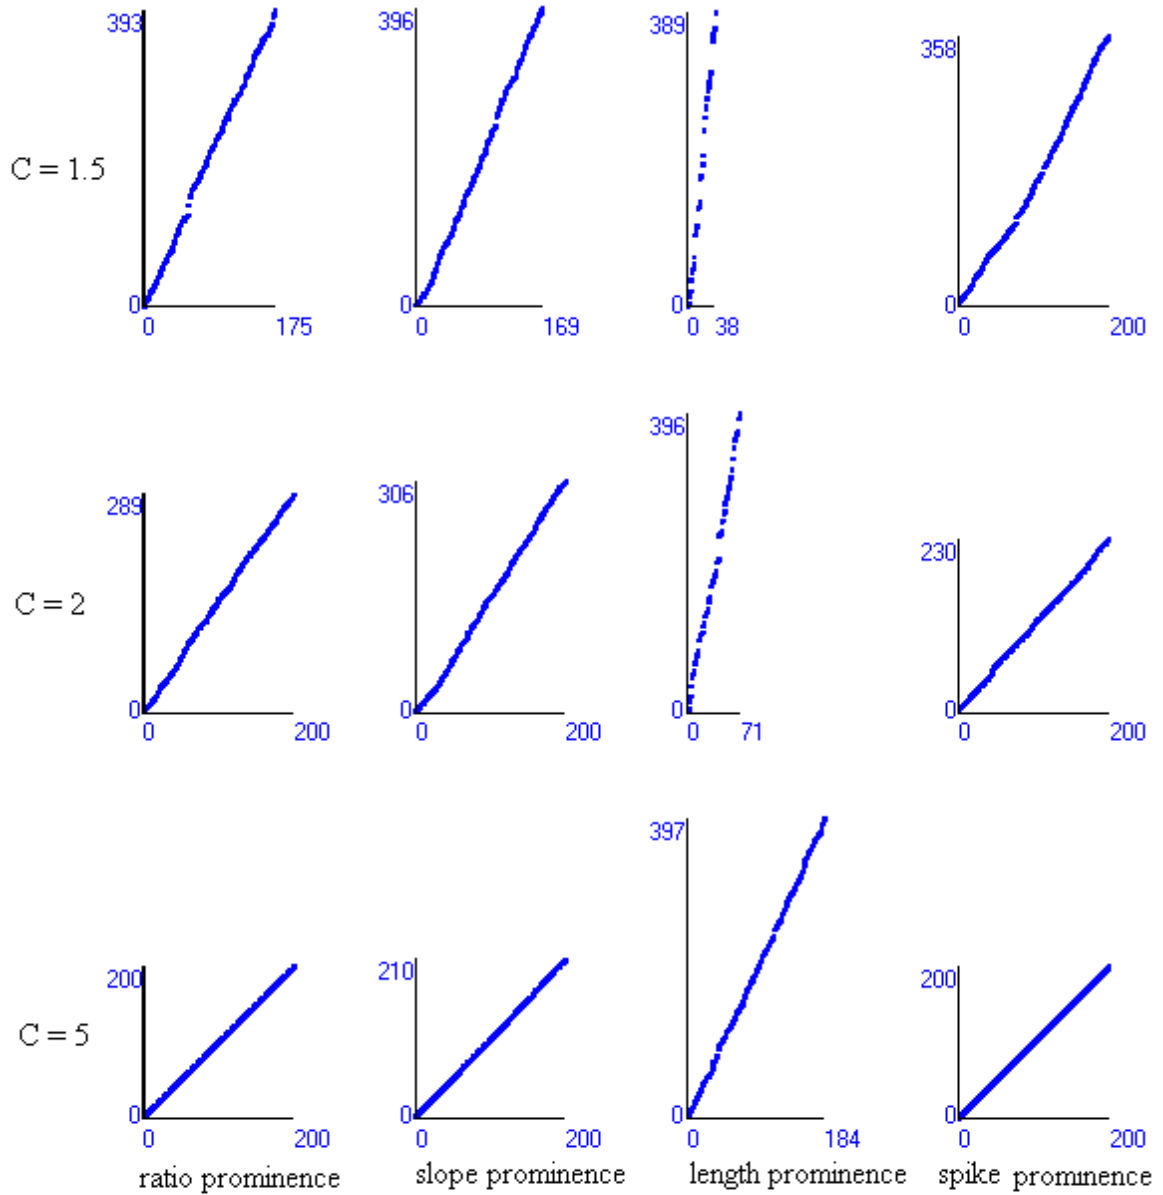 393 396 389 358
C = 1.5
0 0 0 0
0 175 0 169 0 38 0 200
396
289 306 230
C = 2
0 0 0 0
0 200 0 200 0 71 0 200
397
200 210 200
C = 5
0 0 0 0
0 200 0 200 0 184 0 200
ratio prominence slope prominence length prominence spike prominence